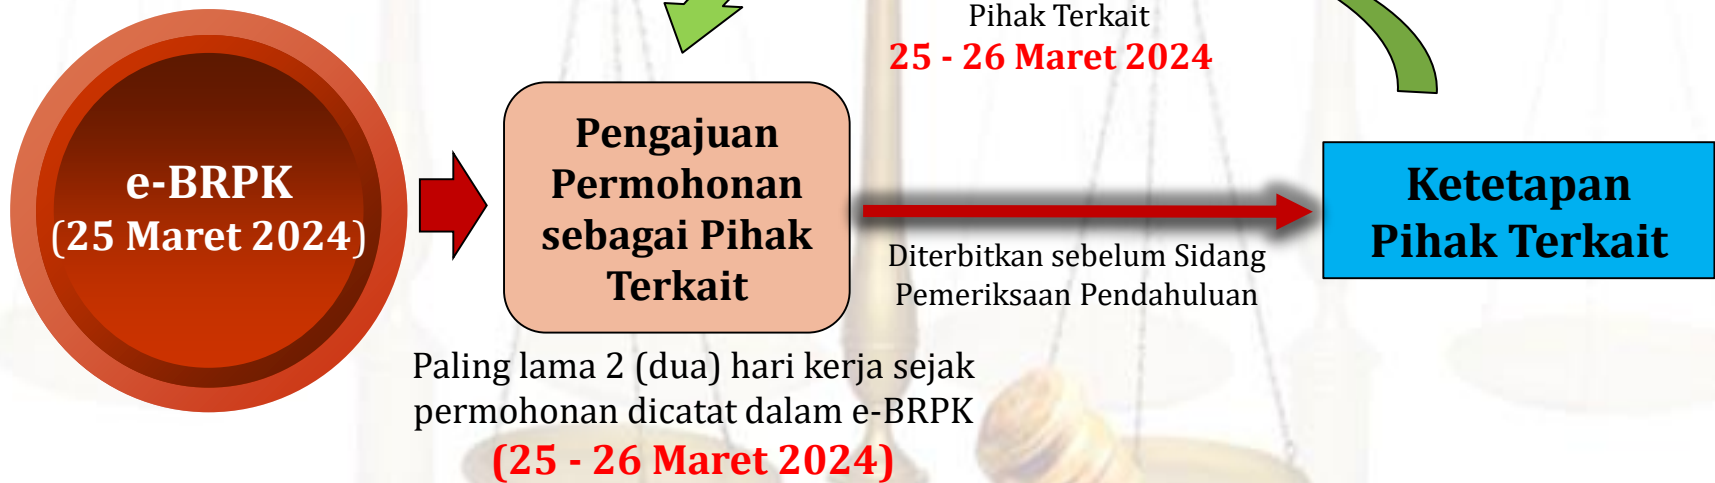 Pihak Terkait
25 - 26 Maret 2024
e-BRPK
(25 Maret 2024)
Pengajuan
Permohonan
sebagai Pihak
Terkait
Diterbitkan sebelum Sidang
Pemeriksaan Pendahuluan
Ketetapan
Pihak Terkait
Paling lama 2 (dua) hari kerja sejak
permohonan dicatat dalam e-BRPK
(25 - 26 Maret 2024)